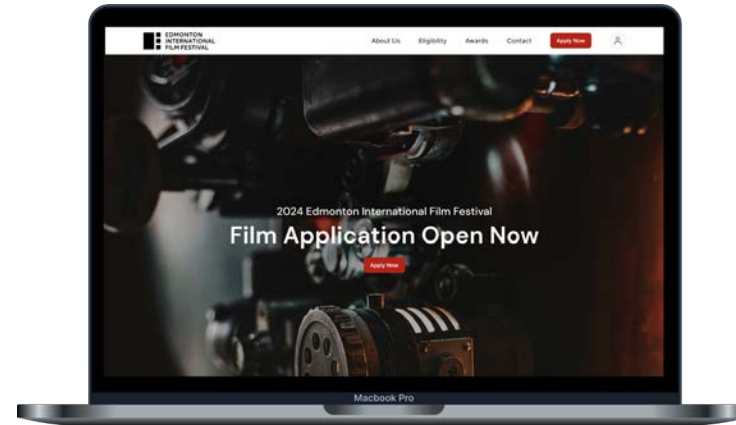 EDMONTON
INTERNATIONAL
FILM FESTIVAL
About Us
Eligibility
Awards
Contact
Apply Now
2024 Edmonton International Film Festival
Film Application Open Now
Apply Now
Macbook Pro